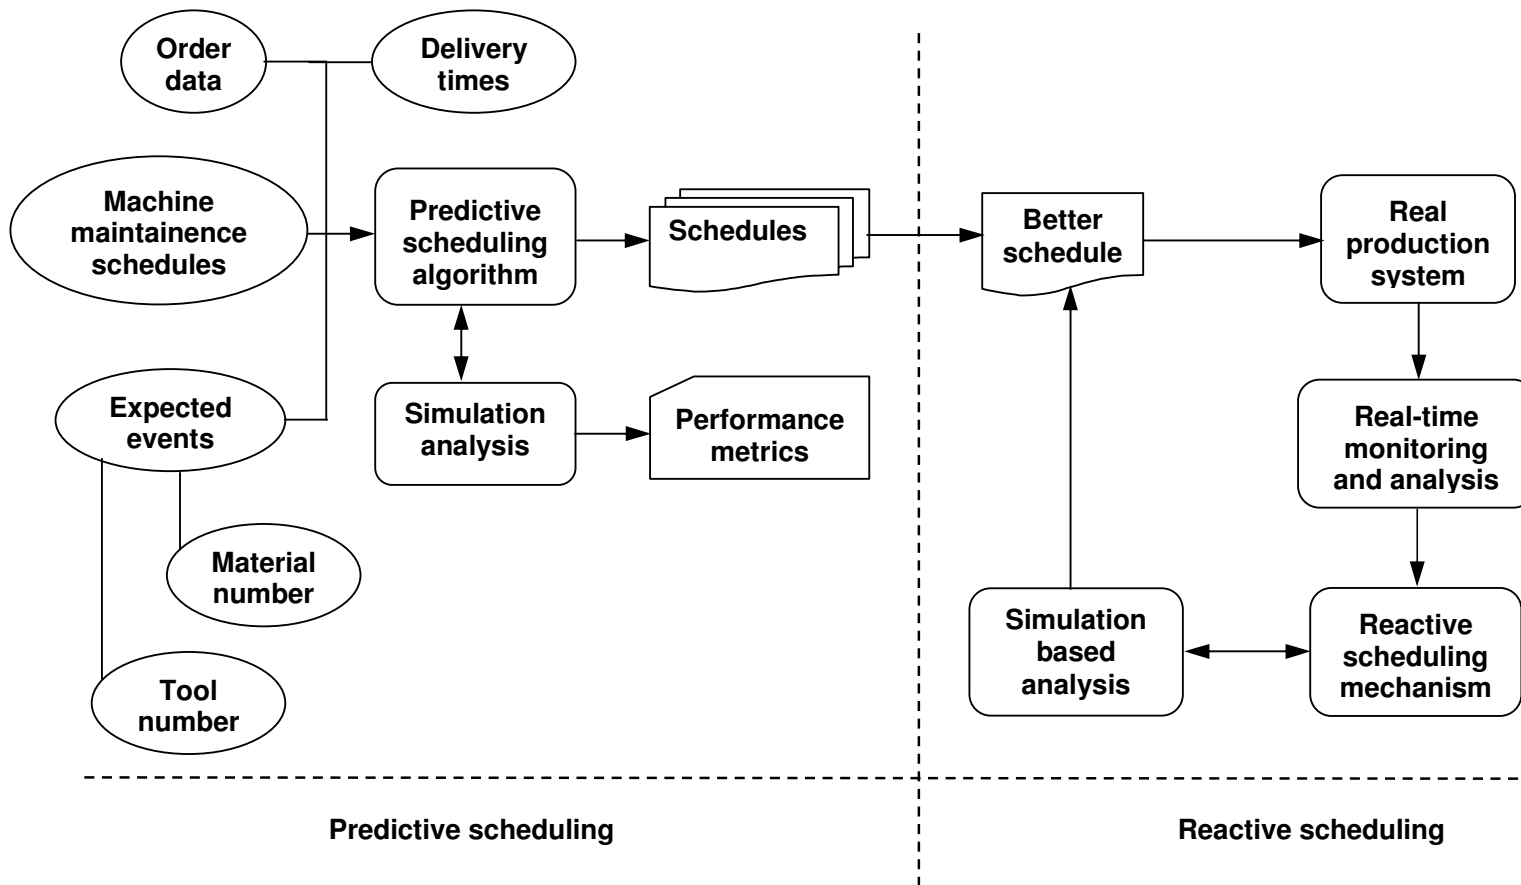 Order
data
Delivery
times
Machine
maintainence
schedules
Predictive
scheduling
algorithm
Schedules
Better
schedule
Real
production
system
Expected
events
Simulation
analysis
Performance
metrics
Real-time
monitoring
and analysis
Material
number
Tool
number
Simulation
based
analysis
Reactive
scheduling
mechanism
Predictive scheduling
Reactive scheduling